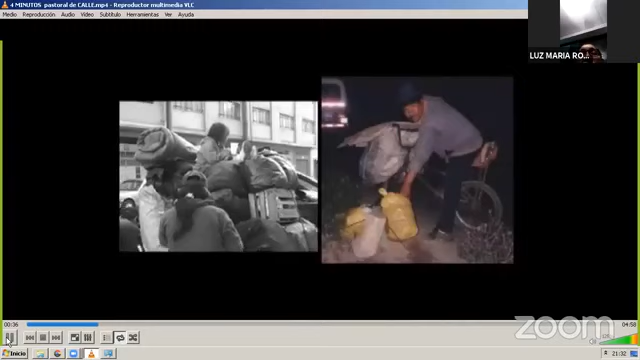 4 MINUTOS pastoral de CALLE.mp4 - Reproductor multimedia VLC
Medio Reproducción Audio Video Subtítulo Herramientas Ver Ayuda
LUZ MARIA RO...
00:36
04:58
zoom
Inicio
21:32